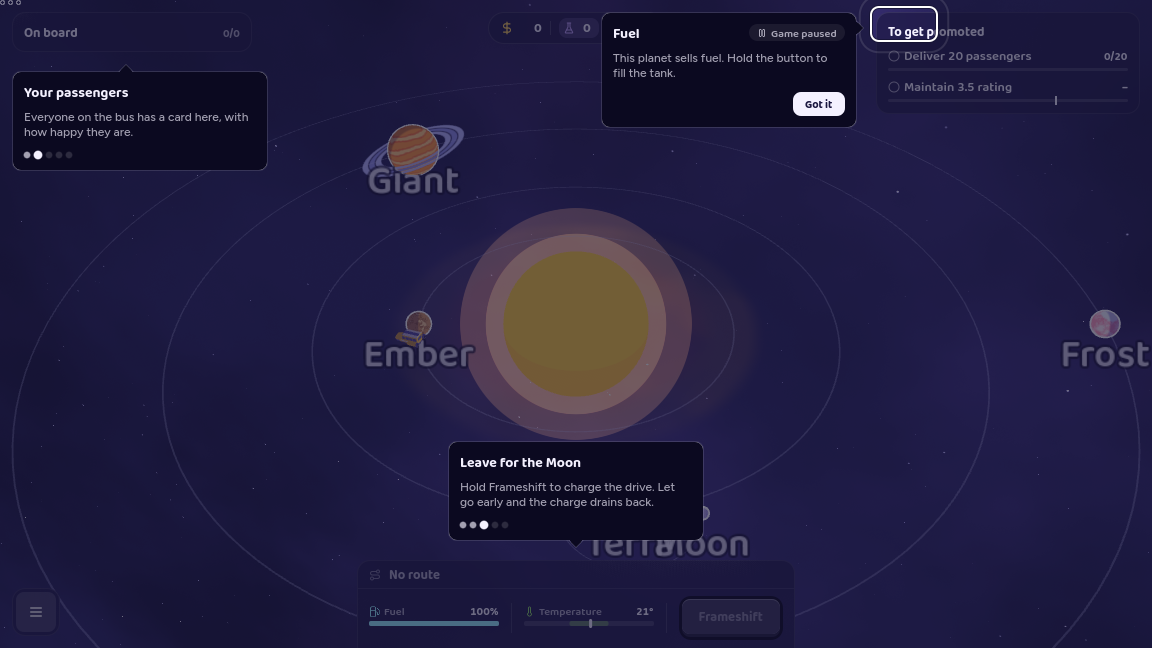 On board
0/0
Your passengers
Everyone on the bus has a card here, with
how happy they are.
$ 0
0
Fuel
Game paused
This planet sells fuel. Hold the button to
fill the tank.
Got it
To get promoted
Deliver 20 passengers
0/20
Maintain 3.5 rating
–
Giant
Ember
Frost
Leave for the Moon
Hold Frameshift to charge the drive. Let
go early and the charge drains back.
Terra
Moon
No route
Fuel
100%
Temperature
21°
Frameshift